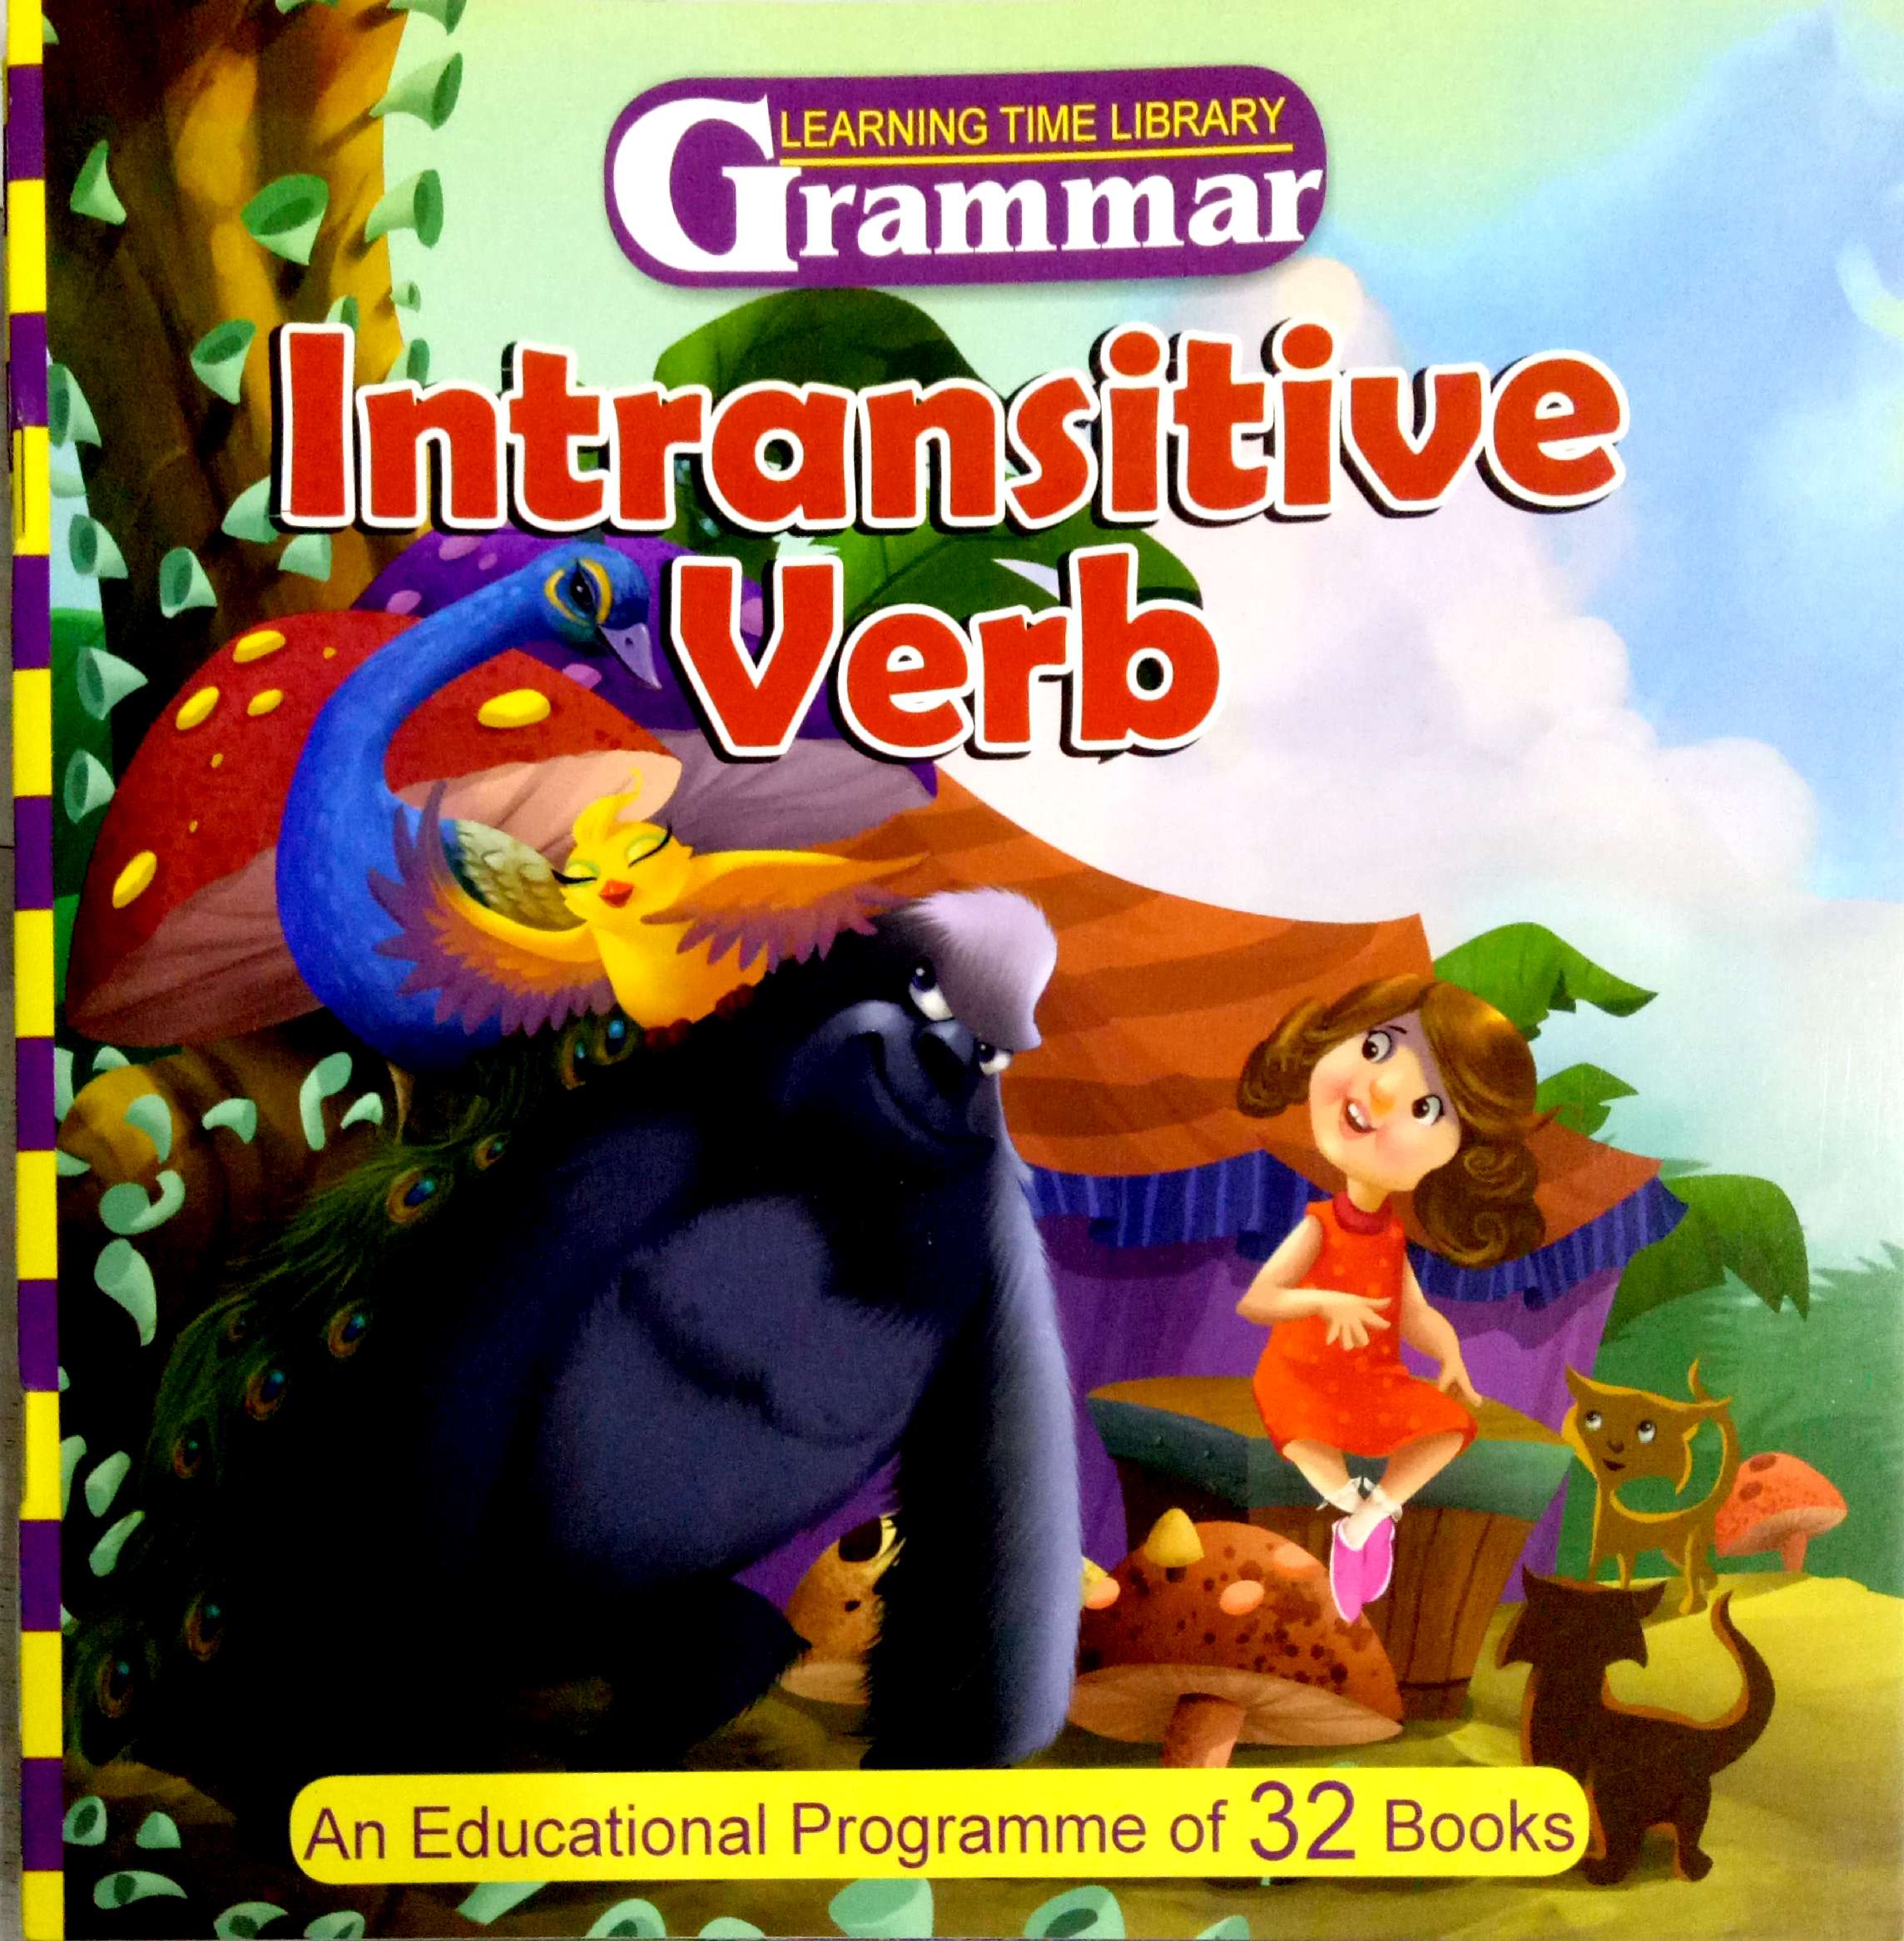 LEARNING TIME LIBRARY
Grammar
Intransitive
Verb
An Educational Programme of 32 Books